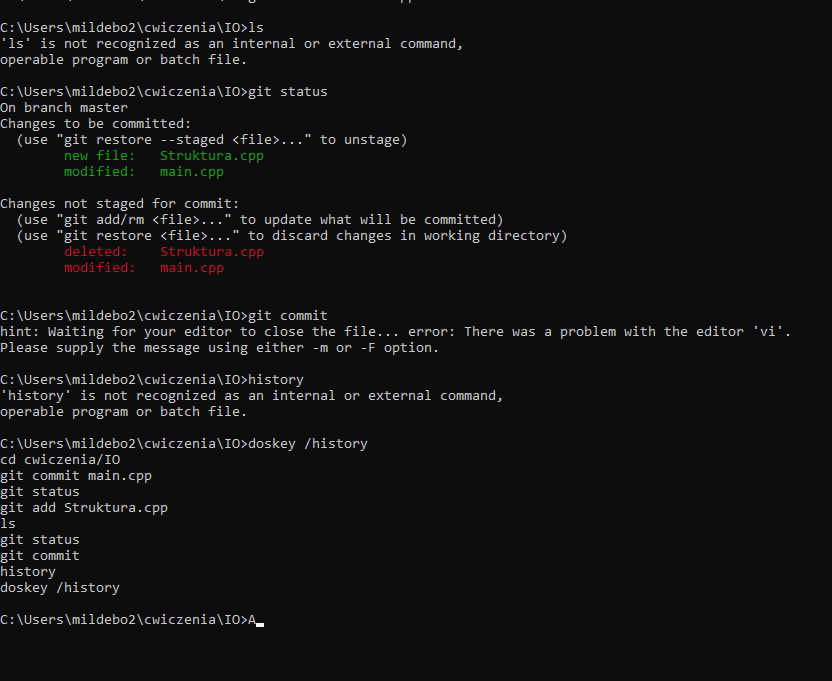 C:\Users\mildebo2\cwiczenia\IO>ls
'ls' is not recognized as an internal or external command,
operable program or batch file.
C:\Users\mildebo2\cwiczenia\IO>git status
On branch master
Changes to be committed:
  (use "git restore --staged <file>..." to unstage)
        new file:   Struktura.cpp
        modified:   main.cpp
Changes not staged for commit:
  (use "git add/rm <file>..." to update what will be committed)
  (use "git restore <file>..." to discard changes in working directory)
        deleted:    Struktura.cpp
        modified:   main.cpp
C:\Users\mildebo2\cwiczenia\IO>git commit
hint: Waiting for your editor to close the file... error: There was a problem with the editor 'vi'.
Please supply the message using either -m or -F option.
C:\Users\mildebo2\cwiczenia\IO>history
'history' is not recognized as an internal or external command,
operable program or batch file.
C:\Users\mildebo2\cwiczenia\IO>doskey /history
cd cwiczenia/IO
git commit main.cpp
git status
git add Struktura.cpp
ls
git status
git commit
history
doskey /history
C:\Users\mildebo2\cwiczenia\IO>A